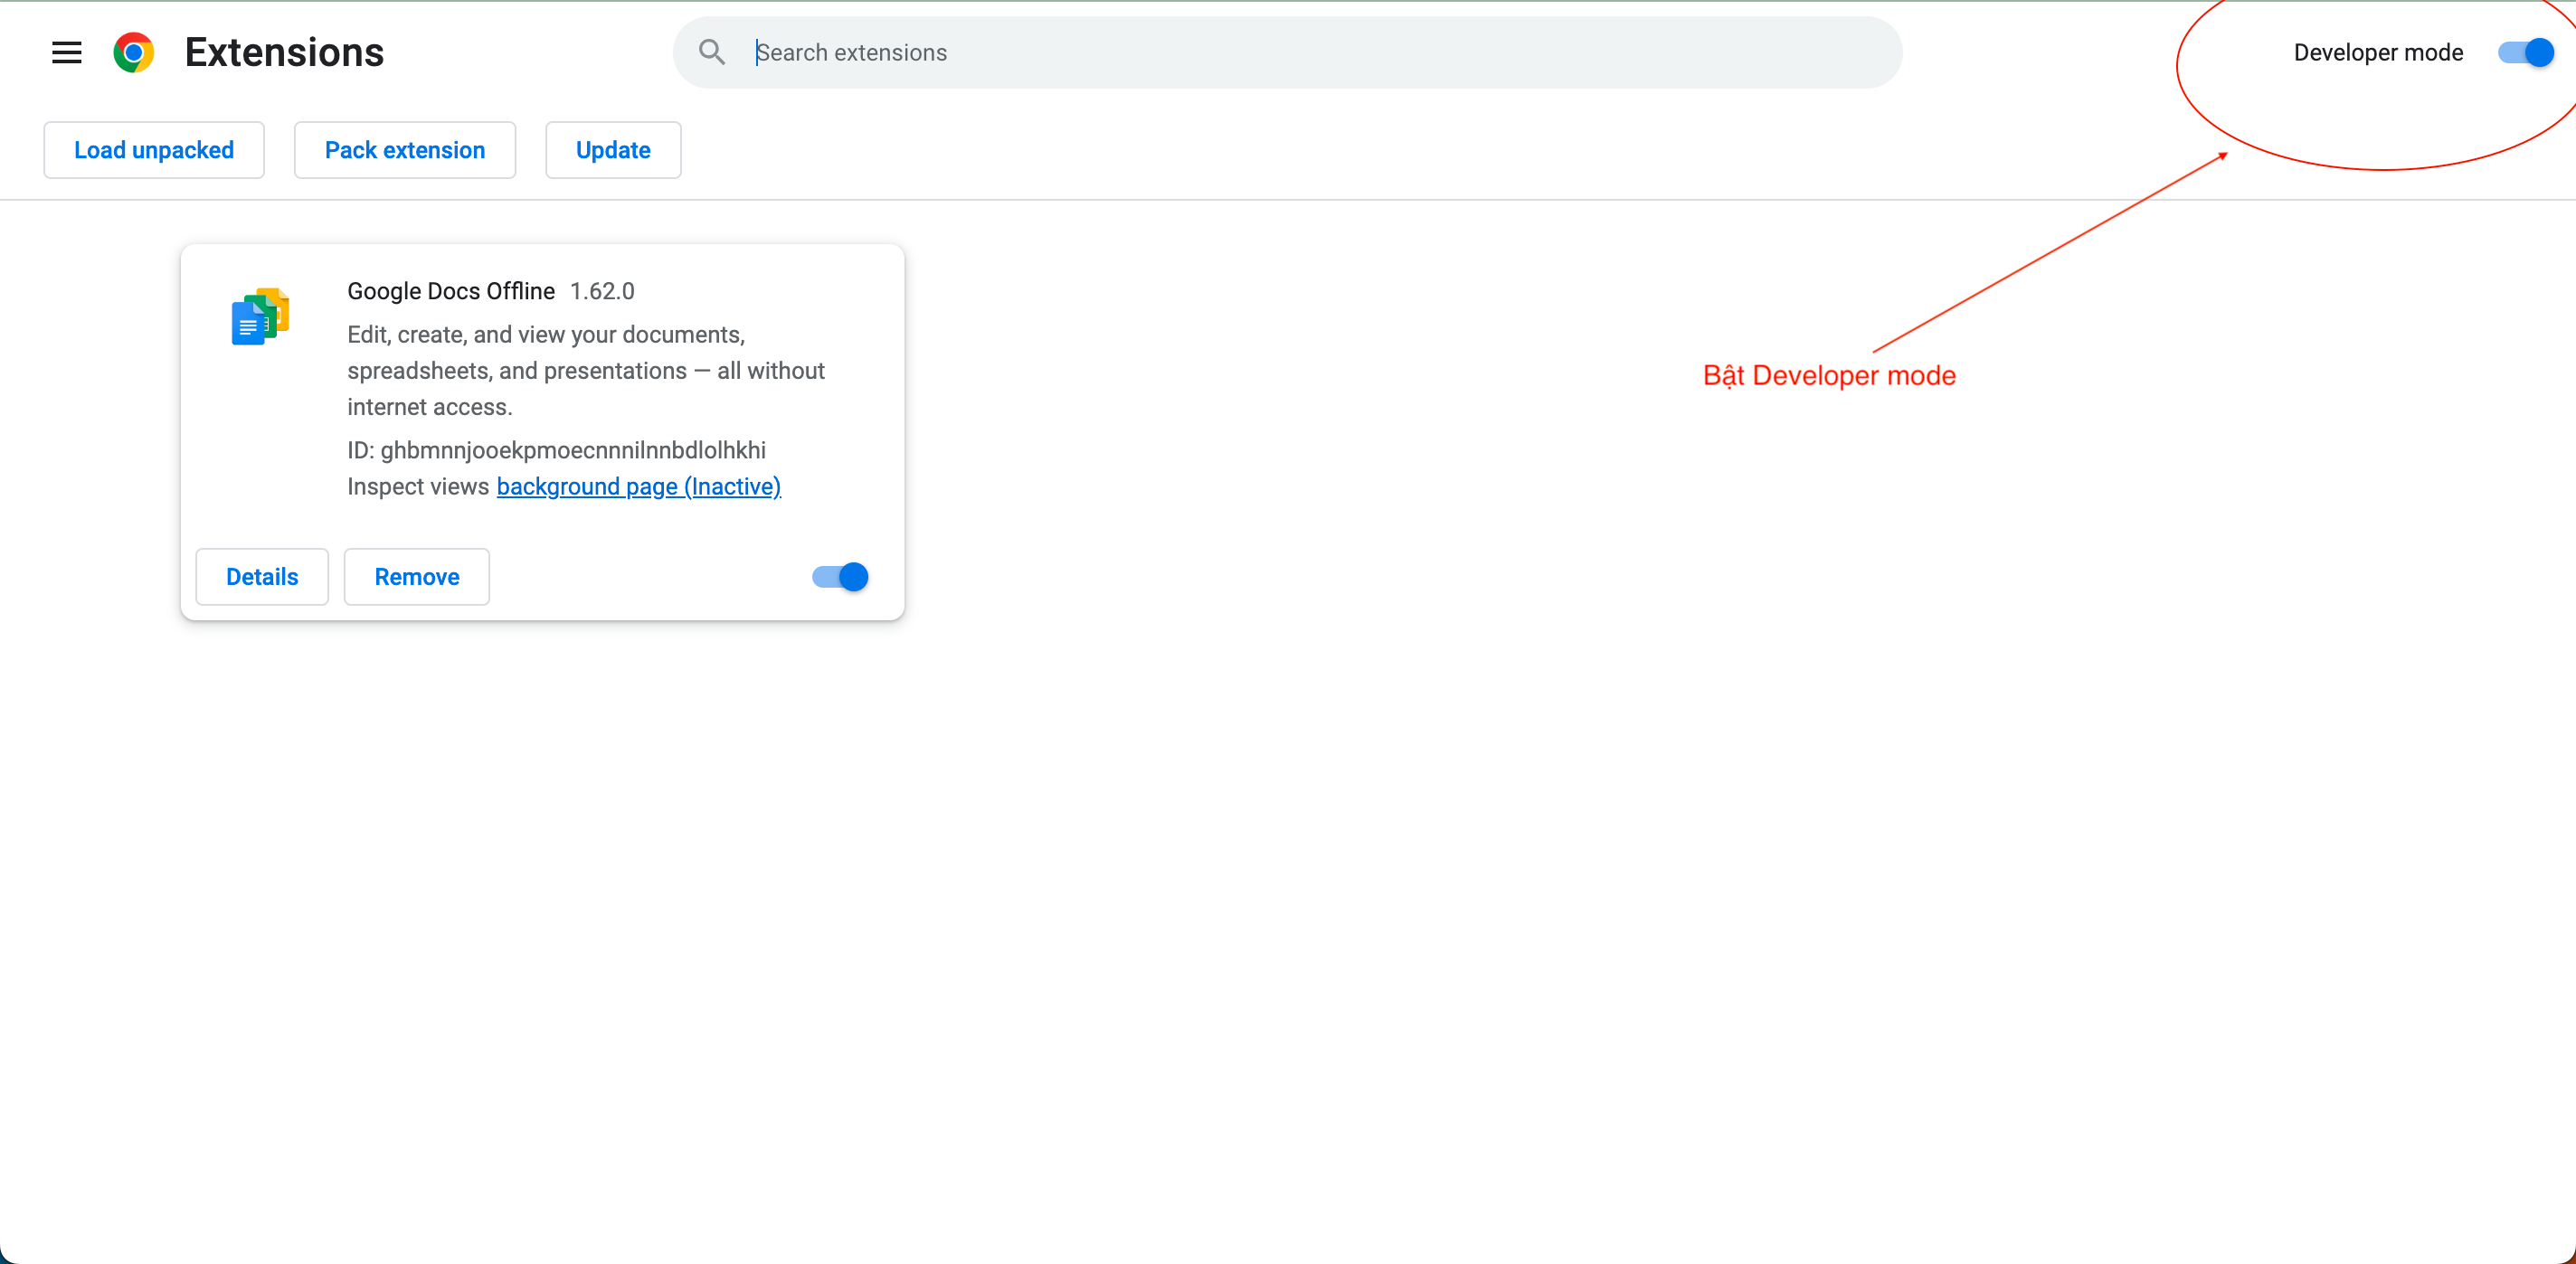 Extensions
Search extensions
Developer mode
Load unpacked
Pack extension
Update
Google Docs Offline 1.62.0
Edit, create, and view your documents,
spreadsheets, and presentations — all without
internet access.
ID: ghbmnnjooekpmoecnnnilnnbdlolhkhi
Inspect views background page (Inactive)
Details
Remove
Bật Developer mode